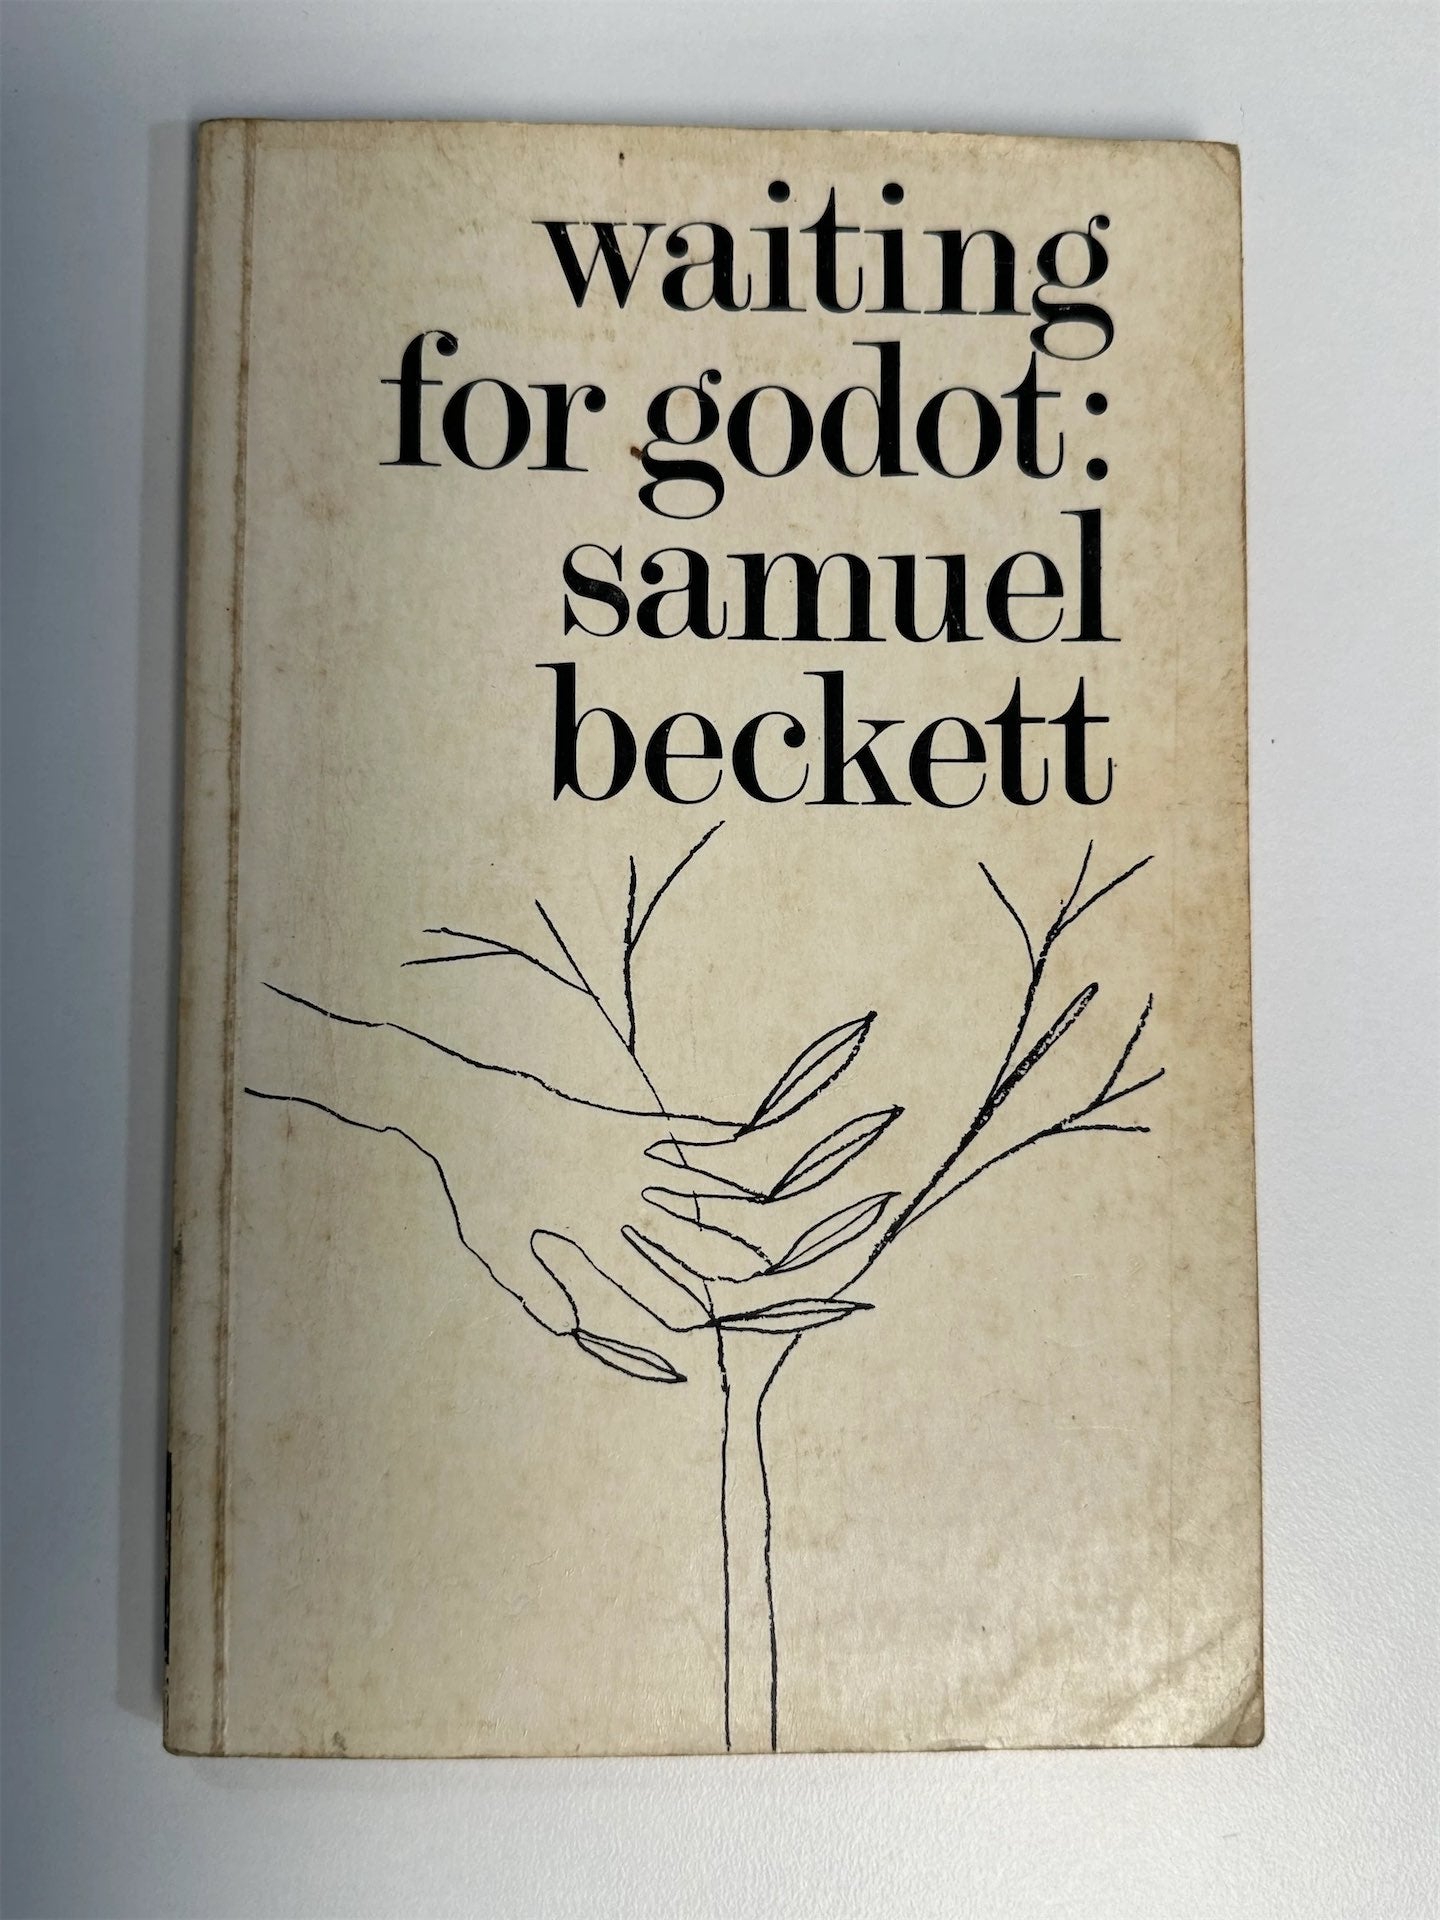 waiting
for godot:
samuel
beckett